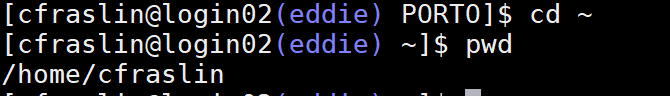 [cfraslin@login02(eddie) PORTO]$ cd ~
[cfraslin@login02(eddie) ~]$ pwd
/home/cfraslin